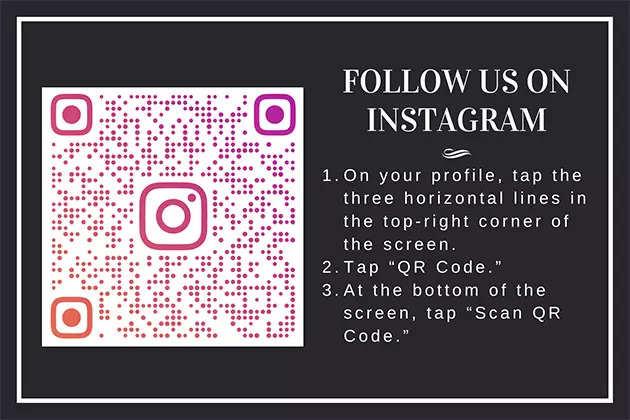 FOLLOW US ON
INSTAGRAM
1. On your profile, tap the
three horizontal lines in
the top-right corner of
the screen.
2. Tap “QR Code.”
3. At the bottom of the
screen, tap “Scan QR
Code.”